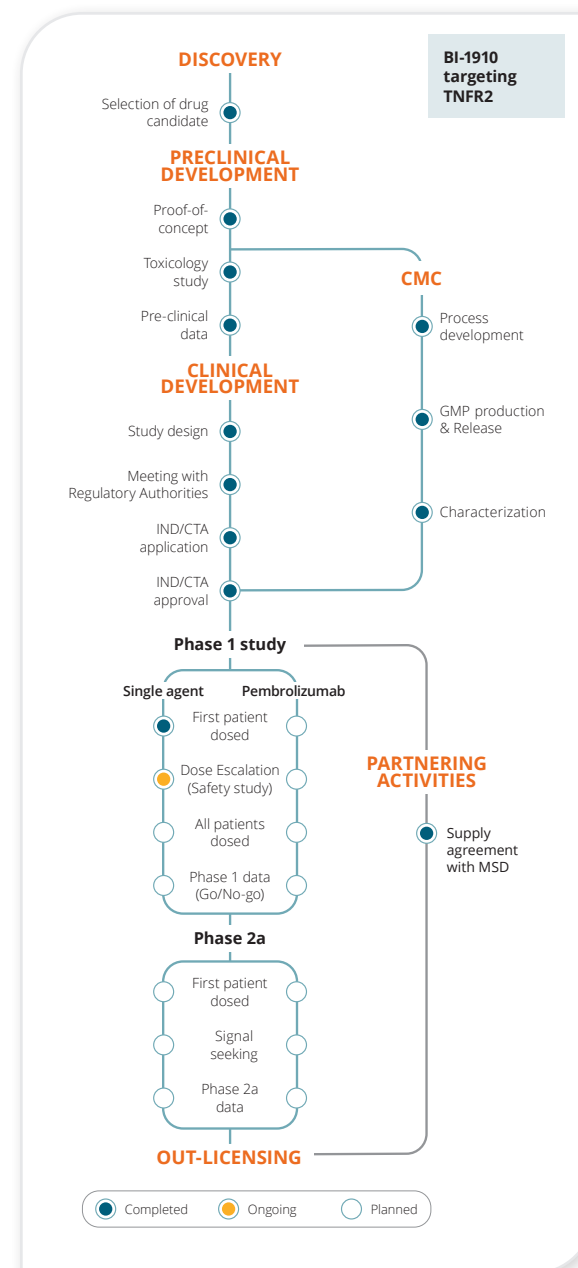 BI-1910
targeting
TNFR2
DISCOVERY
Selection of drug
candidate
PRECLINICAL
DEVELOPMENT
Proof-of-
concept
Toxicology
study
Pre-clinical
data
CMC
Process
development
GMP production
& Release
Characterization
CLINICAL
DEVELOPMENT
Study design
Meeting with
Regulatory Authorities
IND/CTA
application
IND/CTA
approval
Phase 1 study
Single agent
Pembrolizumab
First patient
dosed
Dose Escalation
(Safety study)
All patients
dosed
Phase 1 data
(Go/No-go)
PARTNERING
ACTIVITIES
Supply
agreement
with MSD
Phase 2a
First patient
dosed
Signal
seeking
Phase 2a
data
OUT-LICENSING
Completed
Ongoing
Planned